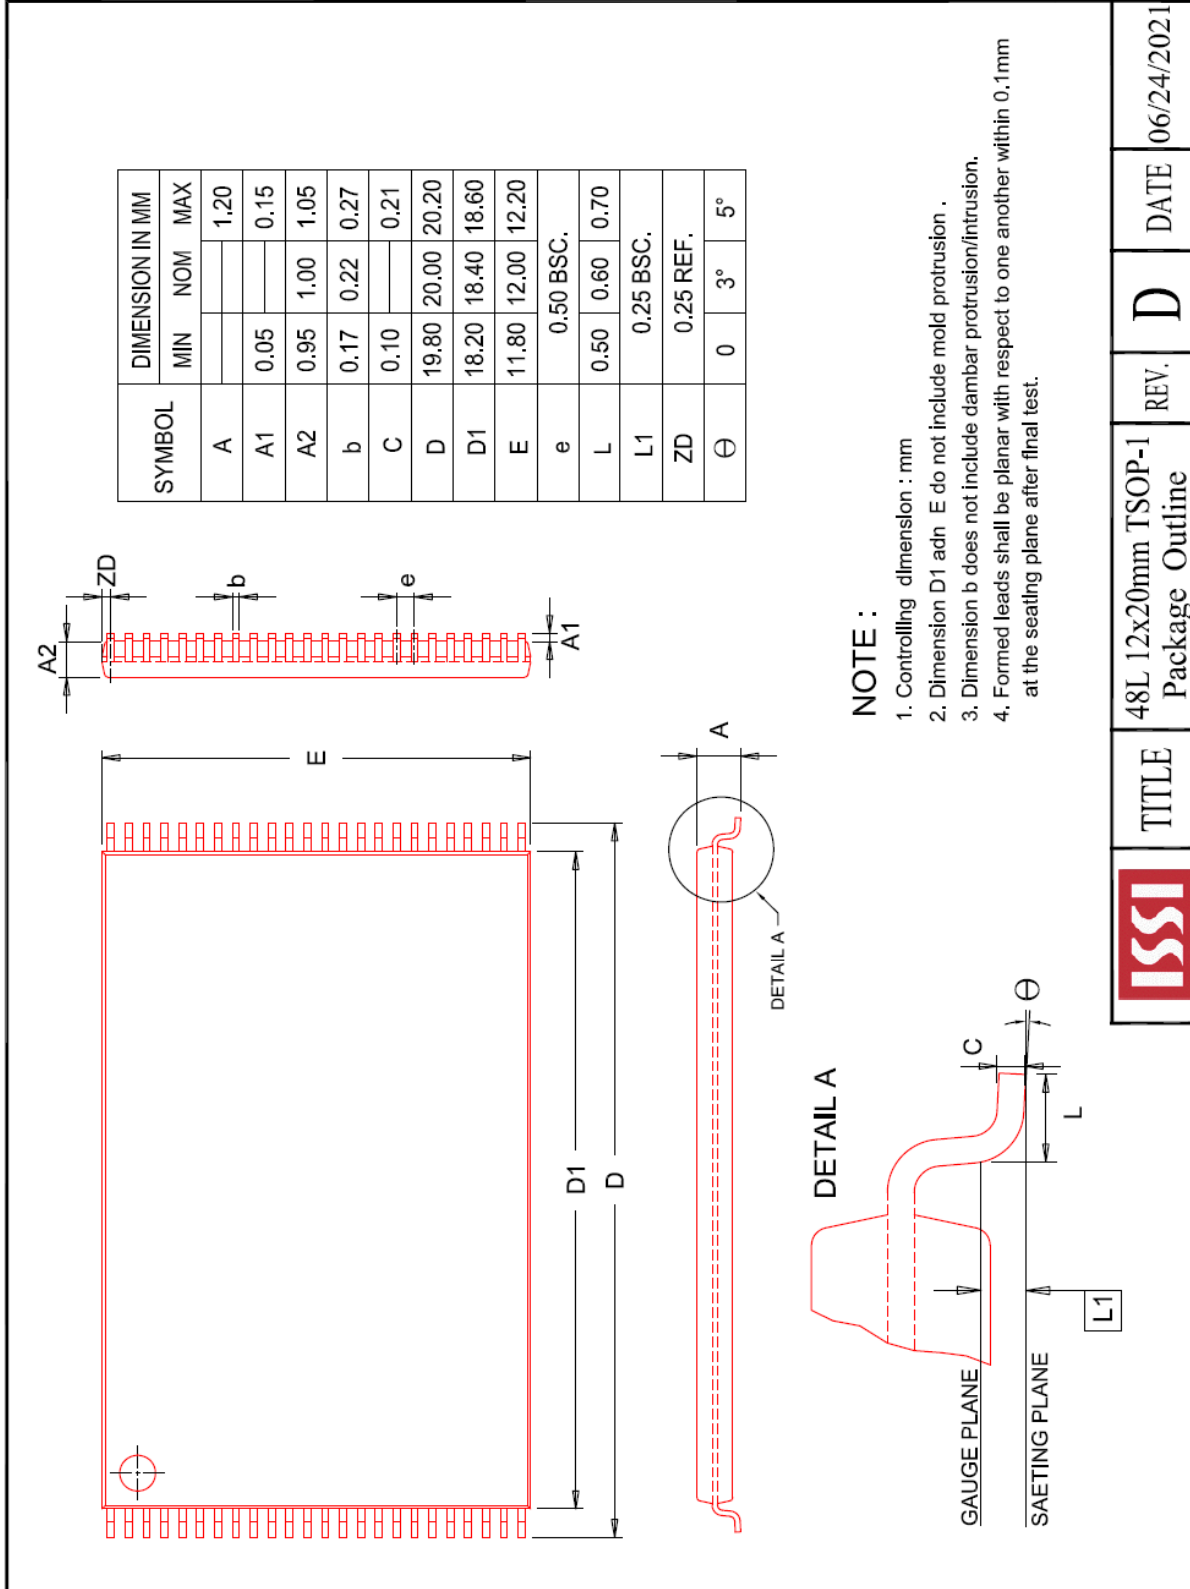 A2
ZD
b
e
A1
E
D1
D
A
DETAIL A
DETAIL A
C
Θ
L
L1
GAUGE PLANE
SAETING PLANE
SYMBOL DIMENSION IN MM
MIN NOM MAX
A 1.20
A1 0.05 0.15
A2 0.95 1.00 1.05
b 0.17 0.22 0.27
C 0.10 0.21
D 19.80 20.00 20.20
D1 18.20 18.40 18.60
E 11.80 12.00 12.20
e 0.50 BSC.
L 0.50 0.60 0.70
L1 0.25 BSC.
ZD 0.25 REF.
Θ 0 3° 5°
NOTE :
1. Controlling dimension : mm
2. Dimension D1 adn E do not include mold protrusion .
3. Dimension b does not include dambar protrusion/intrusion.
4. Formed leads shall be planar with respect to one another within 0.1mm
at the seating plane after final test.
ISSI
TITLE
48L 12x20mm TSOP-1
Package Outline
REV.
D
DATE
06/24/2021